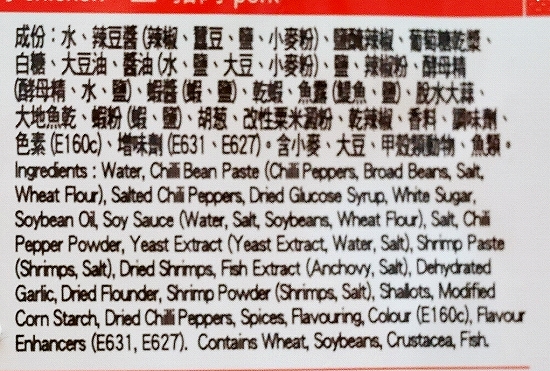 成份：水、辣豆醬 (辣椒、蠶豆、鹽、小麥粉)、鹽醃辣椒、葡萄糖乾漿、
白糖、大豆油、醬油 (水、鹽、大豆、小麥粉)、鹽、辣椒粉、酵母精
(酵母精、水、鹽)、蝦醬 (蝦、鹽)、乾蝦、魚露 (鯷魚、鹽)、脫水大蒜、
大地魚乾、蝦粉 (蝦、鹽)、胡葱、改性粟米澱粉、乾辣椒、香料、調味劑、
色素 (E160c)、增味劑 (E631、E627)。含小麥、大豆、甲殼類動物、魚類。
Ingredients : Water, Chilli Bean Paste (Chilli Peppers, Broad Beans, Salt,
Wheat Flour), Salted Chilli Peppers, Dried Glucose Syrup, White Sugar,
Soybean Oil, Soy Sauce (Water, Salt, Soybeans, Wheat Flour), Salt, Chilli
Pepper Powder, Yeast Extract (Yeast Extract, Water, Salt), Shrimp Paste
(Shrimps, Salt), Dried Shrimps, Fish Extract (Anchovy, Salt), Dehydrated
Garlic, Dried Flounder, Shrimp Powder (Shrimps, Salt), Shallots, Modified
Corn Starch, Dried Chilli Peppers, Spices, Flavouring, Colour (E160c), Flavour
Enhancers (E631, E627). Contains Wheat, Soybeans, Crustacea, Fish.